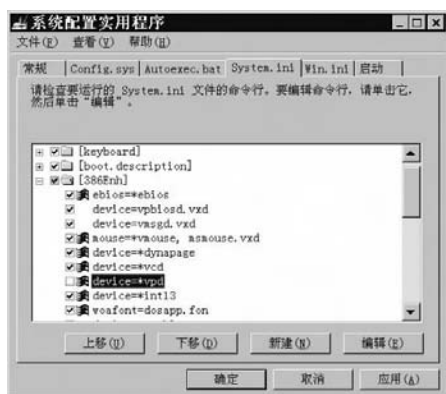 系统配置实用程序
文件(F) 查看(V) 帮助(H)
常规 Config.sys Autoexec.bat System.ini Win.ini 启动
请检查要运行的 System.ini 文件的命令行。要编辑命令行，请单击它，
然后单击“编辑”。
[keyboard]
[boot.description]
[386Enh]
ebios=*ebios
device=vpbiosd.vxd
device=vmsgd.vxd
mouse=*vmouse, msmouse.vxd
device=*dynapage
device=*vcd
device=*vpd
device=*int13
woafont=dosapp.fon
上移(U) 下移(D) 新建(N) 编辑(E)
确定 取消 应用(A)